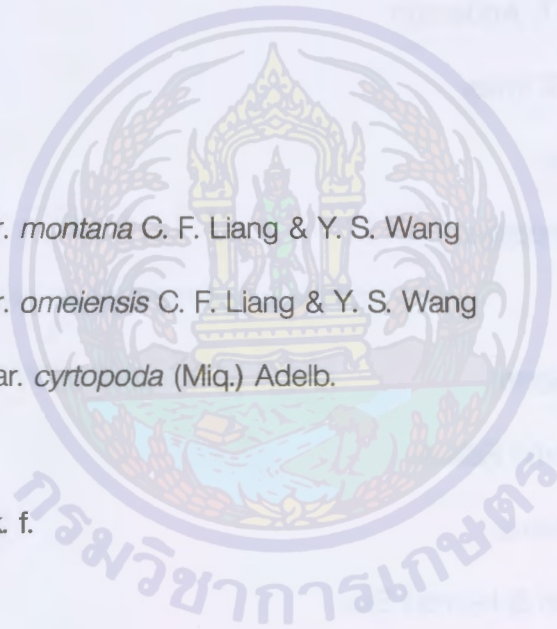 r. montana C. F. Liang & Y. S. Wang
r. omeiensis C. F. Liang & Y. S. Wang
ar. cyrtopoda (Miq.) Adelb.
k. f.
กรมวิชาการเกษตร